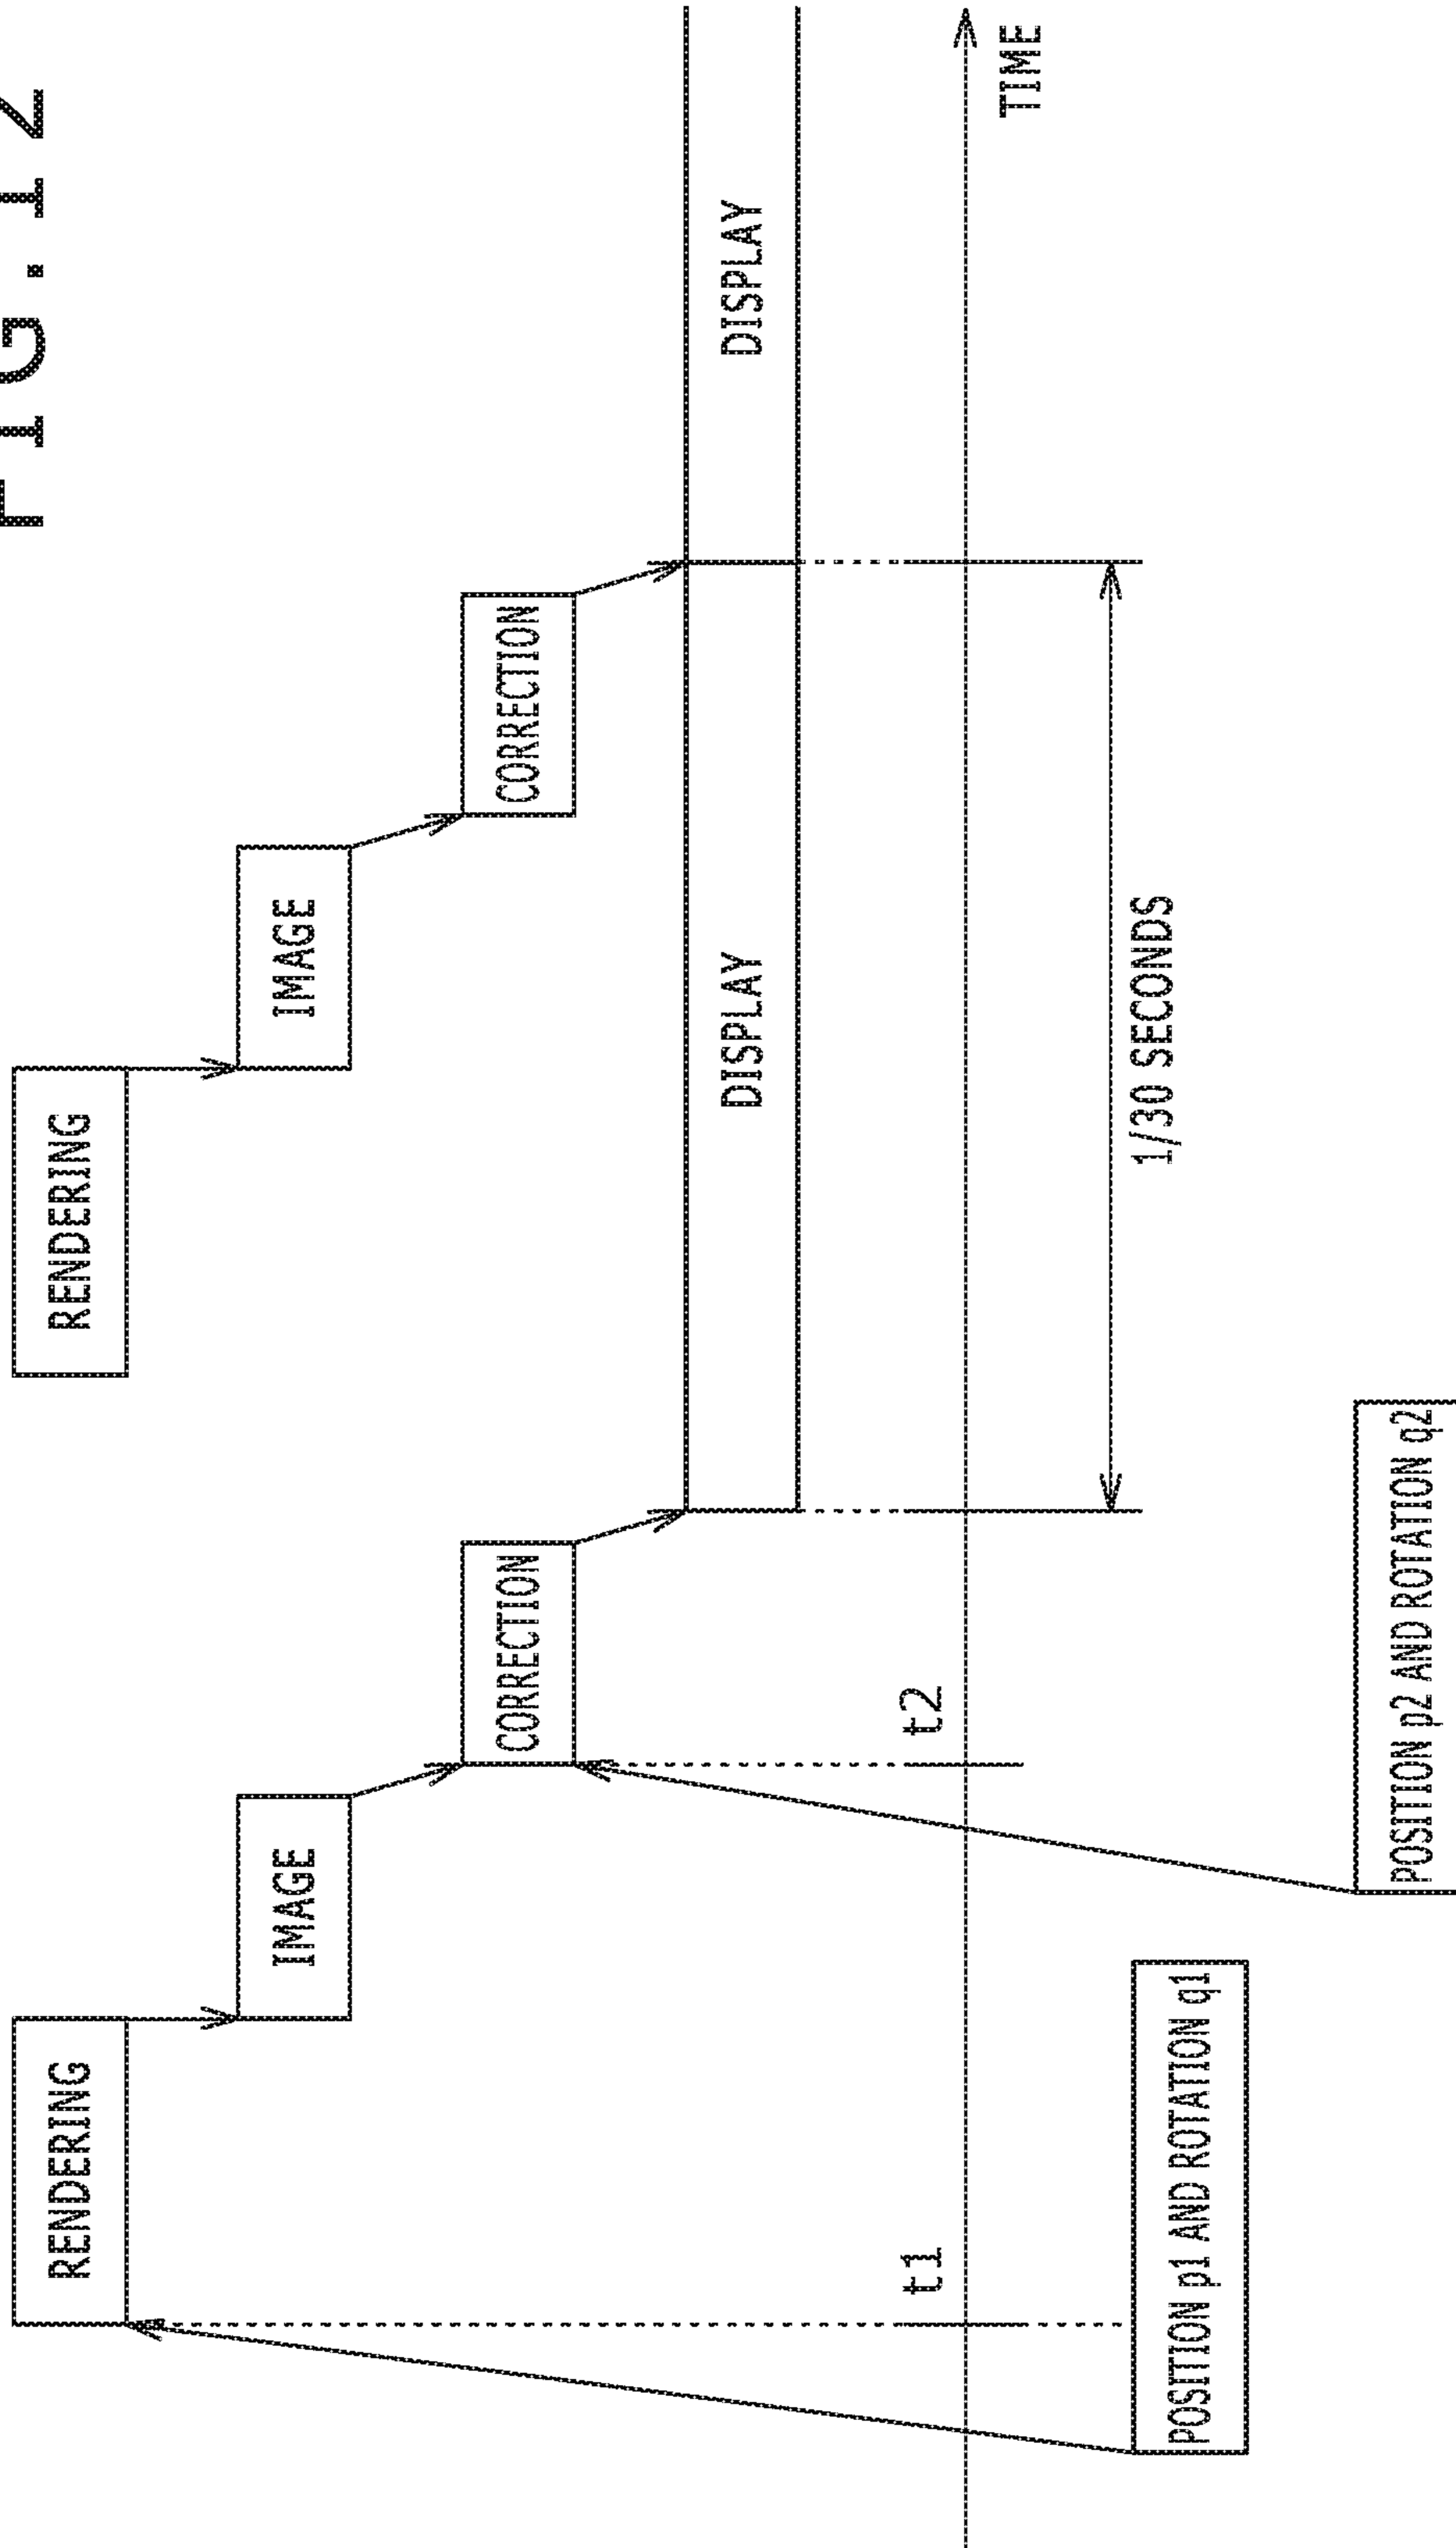 FIG.12
RENDERING
RENDERING
IMAGE
IMAGE
CORRECTION
CORRECTION
DISPLAY
DISPLAY
t1
t2
TIME
1/30 SECONDS
POSITION p1 AND ROTATION q1
POSITION p2 AND ROTATION q2